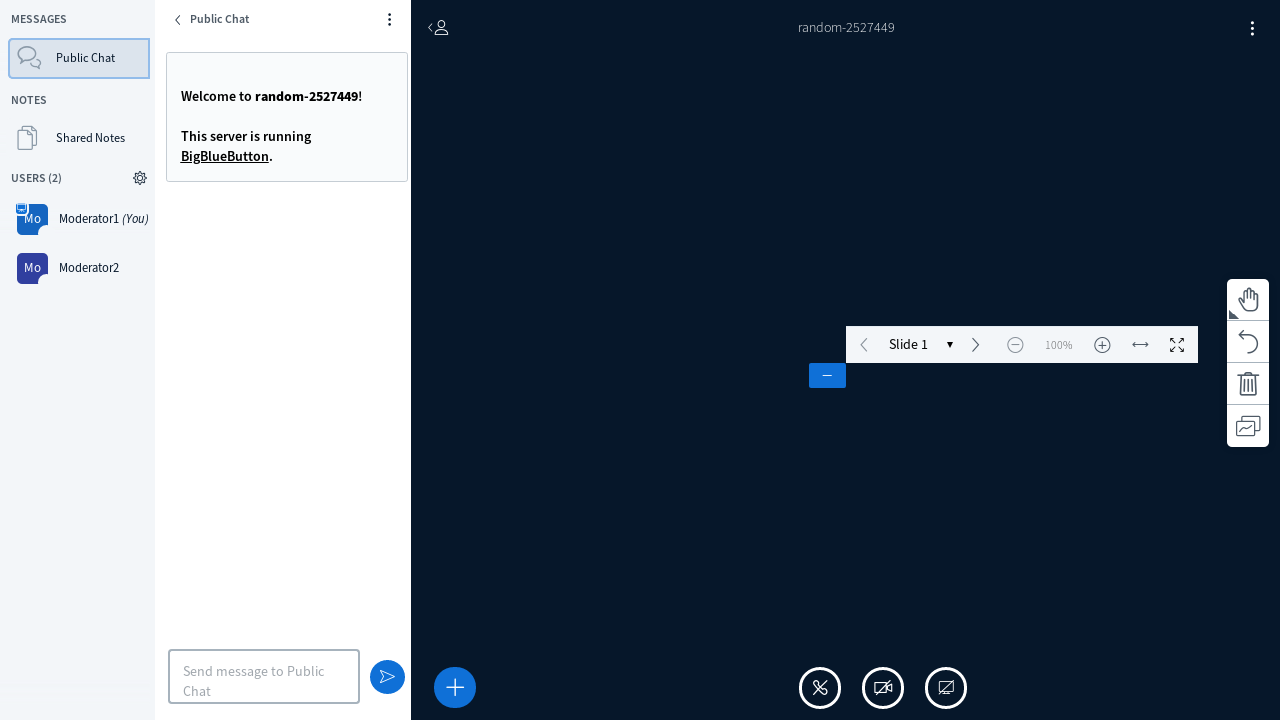 MESSAGES
Public Chat
NOTES
Shared Notes
USERS (2)
Mo
Moderator1 (You)
Mo
Moderator2
Public Chat
Welcome to random-2527449!
This server is running
BigBlueButton.
Send message to Public
Chat
random-2527449
Slide 1
100%